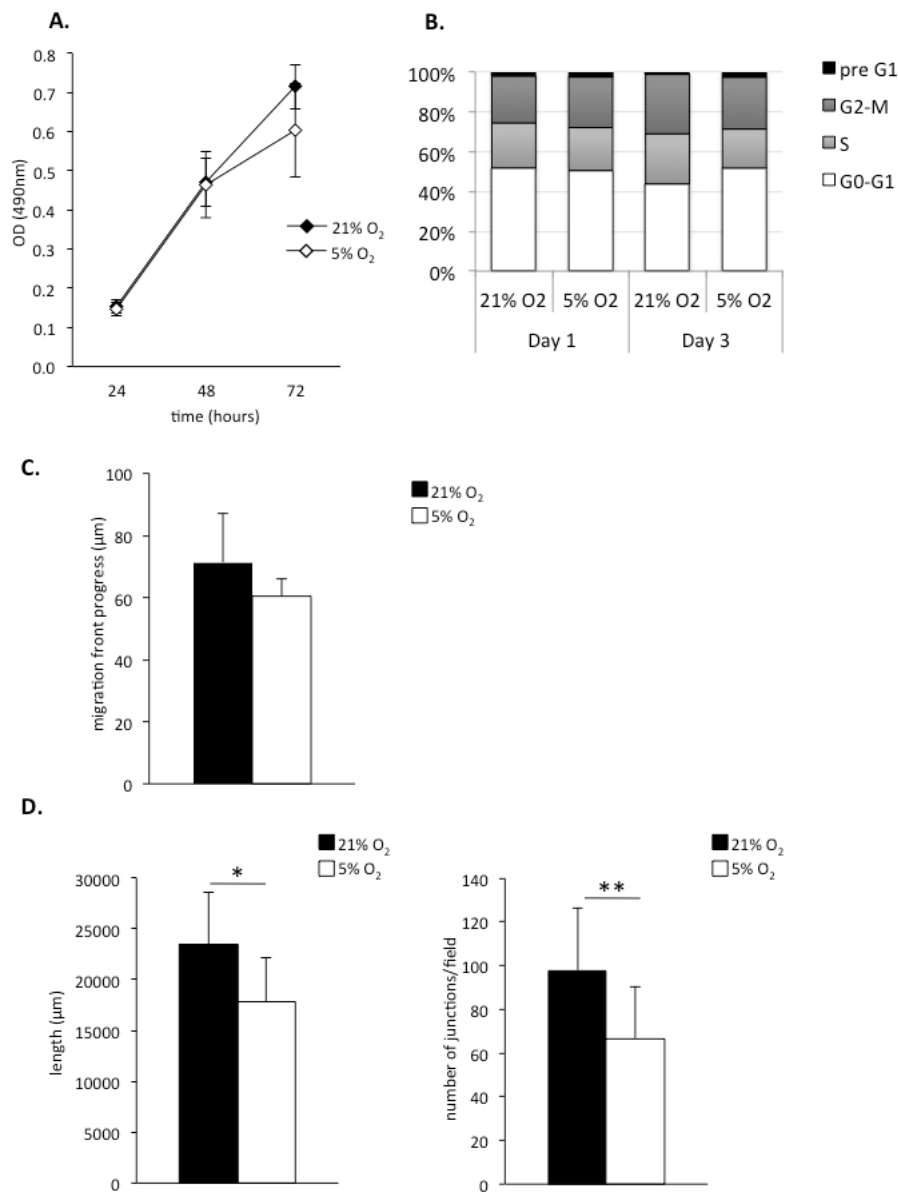 A.
0.8
0.7
0.6
0.5
0.4
0.3
0.2
0.1
0.0
OD (490nm)
24 48 72
time (hours)
21% O2
5% O2
B.
100%
80%
60%
40%
20%
0%
21% O2 5% O2 21% O2 5% O2
Day 1 Day 3
pre G1
G2-M
S
G0-G1
C.
100
80
60
40
20
0
migration front progress (μm)
21% O2
5% O2
D.
30000
25000
20000
15000
10000
5000
0
length (μm)
*
21% O2
5% O2
140
120
100
80
60
40
20
0
number of junctions/field
**
21% O2
5% O2